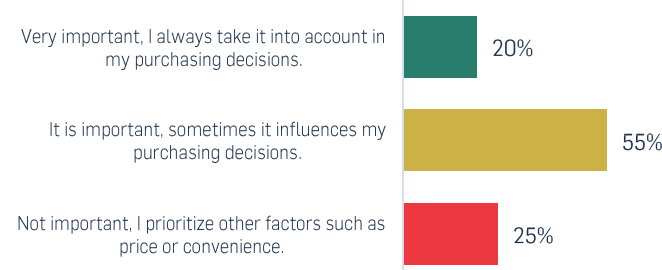 Very important, I always take it into account in
my purchasing decisions.
20%
It is important, sometimes it influences my
purchasing decisions.
55%
Not important, I prioritize other factors such as
price or convenience.
25%